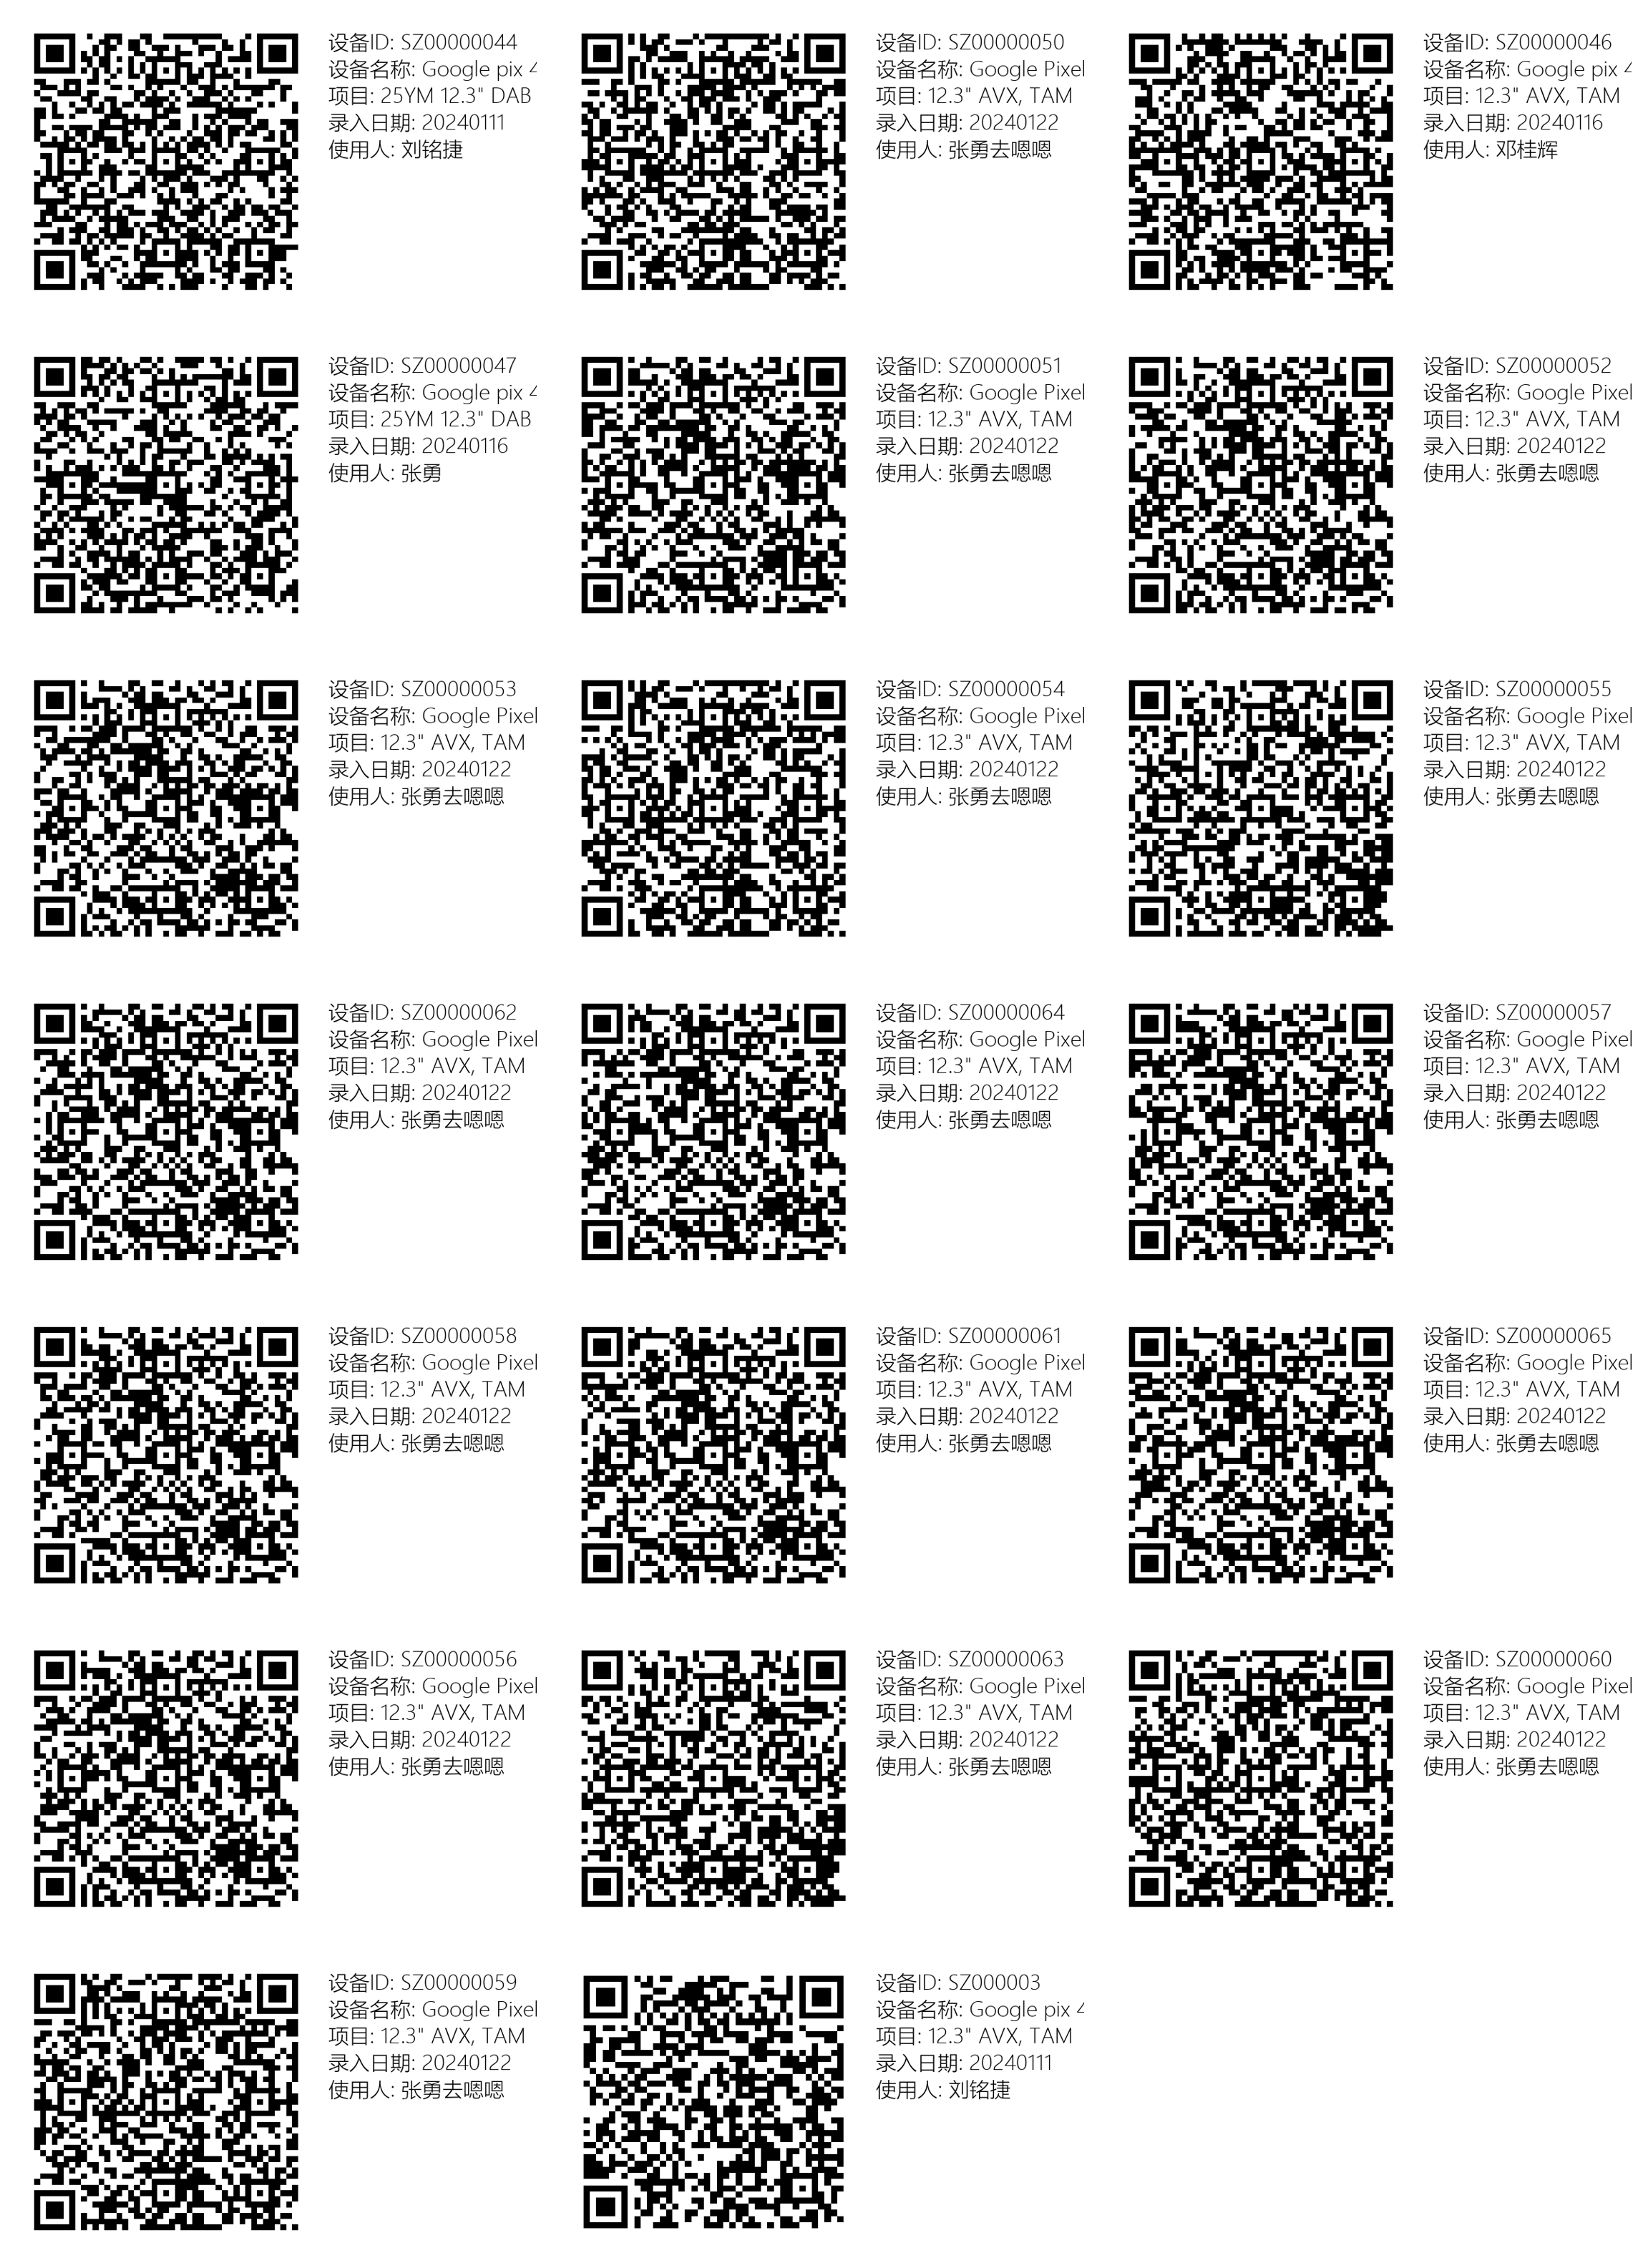 设备ID: SZ00000044
设备名称: Google pix 4
项目: 25YM 12.3" DAB
录入日期: 20240111
使用人: 刘铭捷
设备ID: SZ00000050
设备名称: Google Pixel
项目: 12.3" AVX, TAM
录入日期: 20240122
使用人: 张勇去嗯嗯
设备ID: SZ00000046
设备名称: Google pix 4
项目: 12.3" AVX, TAM
录入日期: 20240116
使用人: 邓桂辉
设备ID: SZ00000047
设备名称: Google pix 4
项目: 25YM 12.3" DAB
录入日期: 20240116
使用人: 张勇
设备ID: SZ00000051
设备名称: Google Pixel
项目: 12.3" AVX, TAM
录入日期: 20240122
使用人: 张勇去嗯嗯
设备ID: SZ00000052
设备名称: Google Pixel
项目: 12.3" AVX, TAM
录入日期: 20240122
使用人: 张勇去嗯嗯
设备ID: SZ00000053
设备名称: Google Pixel
项目: 12.3" AVX, TAM
录入日期: 20240122
使用人: 张勇去嗯嗯
设备ID: SZ00000054
设备名称: Google Pixel
项目: 12.3" AVX, TAM
录入日期: 20240122
使用人: 张勇去嗯嗯
设备ID: SZ00000055
设备名称: Google Pixel
项目: 12.3" AVX, TAM
录入日期: 20240122
使用人: 张勇去嗯嗯
设备ID: SZ00000062
设备名称: Google Pixel
项目: 12.3" AVX, TAM
录入日期: 20240122
使用人: 张勇去嗯嗯
设备ID: SZ00000064
设备名称: Google Pixel
项目: 12.3" AVX, TAM
录入日期: 20240122
使用人: 张勇去嗯嗯
设备ID: SZ00000057
设备名称: Google Pixel
项目: 12.3" AVX, TAM
录入日期: 20240122
使用人: 张勇去嗯嗯
设备ID: SZ00000058
设备名称: Google Pixel
项目: 12.3" AVX, TAM
录入日期: 20240122
使用人: 张勇去嗯嗯
设备ID: SZ00000061
设备名称: Google Pixel
项目: 12.3" AVX, TAM
录入日期: 20240122
使用人: 张勇去嗯嗯
设备ID: SZ00000065
设备名称: Google Pixel
项目: 12.3" AVX, TAM
录入日期: 20240122
使用人: 张勇去嗯嗯
设备ID: SZ00000056
设备名称: Google Pixel
项目: 12.3" AVX, TAM
录入日期: 20240122
使用人: 张勇去嗯嗯
设备ID: SZ00000063
设备名称: Google Pixel
项目: 12.3" AVX, TAM
录入日期: 20240122
使用人: 张勇去嗯嗯
设备ID: SZ00000060
设备名称: Google Pixel
项目: 12.3" AVX, TAM
录入日期: 20240122
使用人: 张勇去嗯嗯
设备ID: SZ00000059
设备名称: Google Pixel
项目: 12.3" AVX, TAM
录入日期: 20240122
使用人: 张勇去嗯嗯
设备ID: SZ000003
设备名称: Google pix 4
项目: 12.3" AVX, TAM
录入日期: 20240111
使用人: 刘铭捷